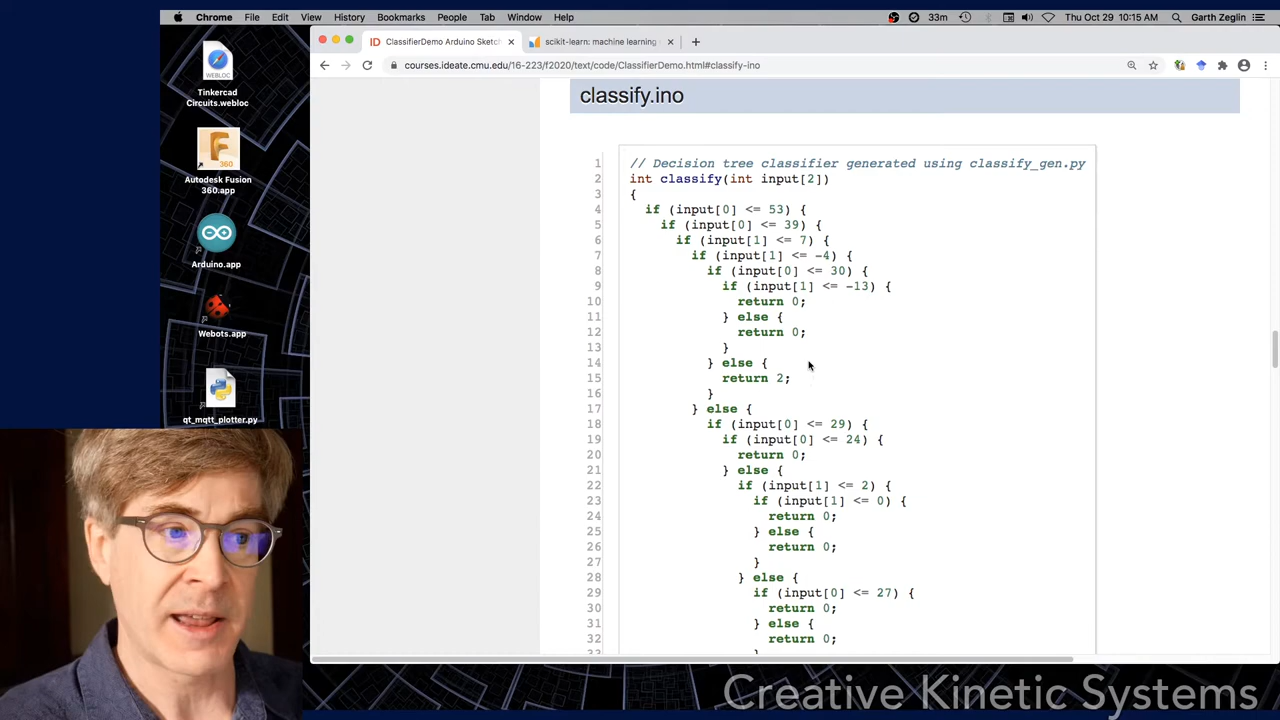 Chrome File Edit View History Bookmarks People Tab Window Help 33m Thu Oct 29 10:15 AM Garth Zeglin
ID ClassifierDemo Arduino Sketch scikit-learn: machine learning
courses.ideate.cmu.edu/16-223/f2020/text/code/ClassifierDemo.html#classify-ino
WEBLOC
Tinkercad
Circuits.webloc
360
Autodesk Fusion
360.app
Arduino.app
Webots.app
qt_mqtt_plotter.py
classify.ino
1 // Decision tree classifier generated using classify_gen.py
2 int classify(int input[2])
3 {
4 if (input[0] <= 53) {
5 if (input[0] <= 39) {
6 if (input[1] <= 7) {
7 if (input[1] <= -4) {
8 if (input[0] <= 30) {
9 if (input[1] <= -13) {
10 return 0;
11 } else {
12 return 0;
13 }
14 } else {
15 return 2;
16 }
17 } else {
18 if (input[0] <= 29) {
19 if (input[0] <= 24) {
20 return 0;
21 } else {
22 if (input[1] <= 2) {
23 if (input[1] <= 0) {
24 return 0;
25 } else {
26 return 0;
27 }
28 } else {
29 if (input[0] <= 27) {
30 return 0;
31 } else {
32 return 0;
Creative Kinetic Systems